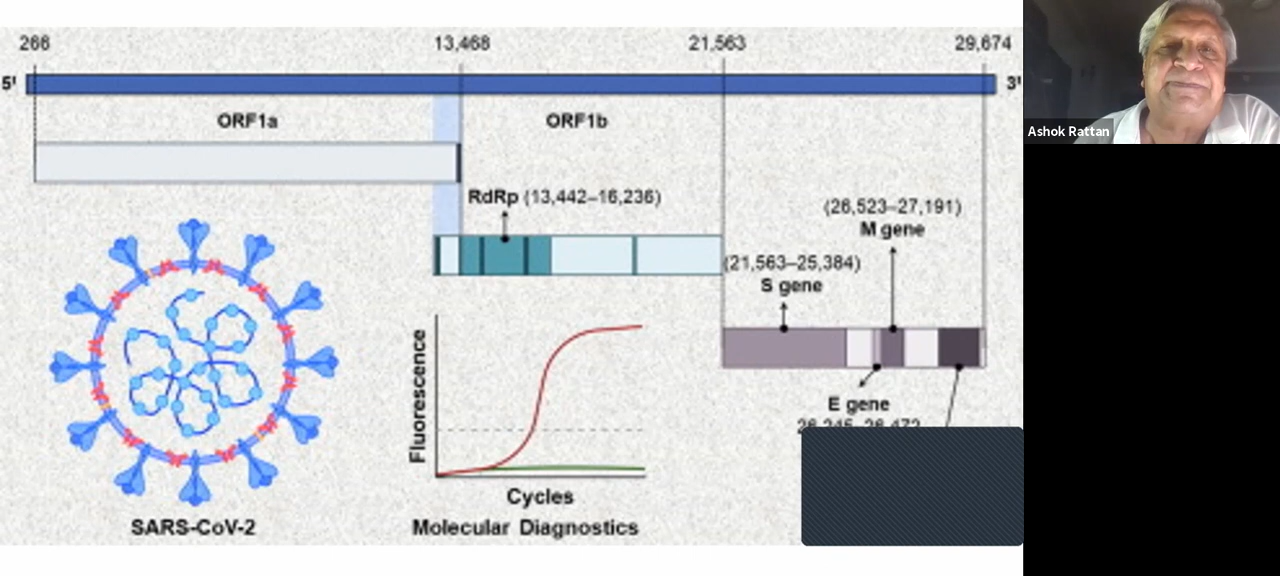 266 13,468 21,563 29,674
5' 3'
ORF1a ORF1b
RdRp (13,442–16,236)
(26,523–27,191)
M gene
(21,563–25,384)
S gene
E gene
Fluorescence
Cycles
SARS-CoV-2
Molecular Diagnostics
Ashok Rattan